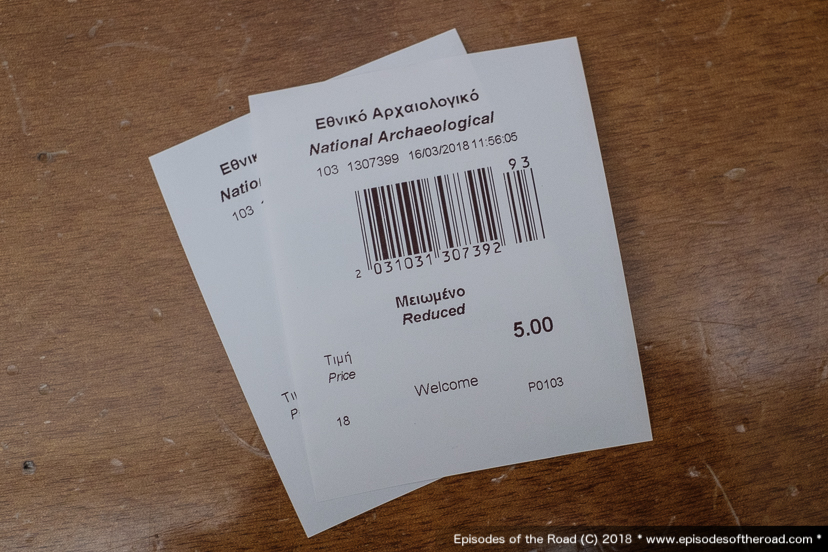 Εθνικό Αρχαιολογικό
National Archaeological
103 1307399 16/03/2018 11:56:05
93
2 031031 307392
Μειωμένο
Reduced
5.00
Τιμή
Price
Welcome
P0103
18
Εθνικ
Natio
103
Τι
P
Episodes of the Road (C) 2018 * www.episodesoftheroad.com *